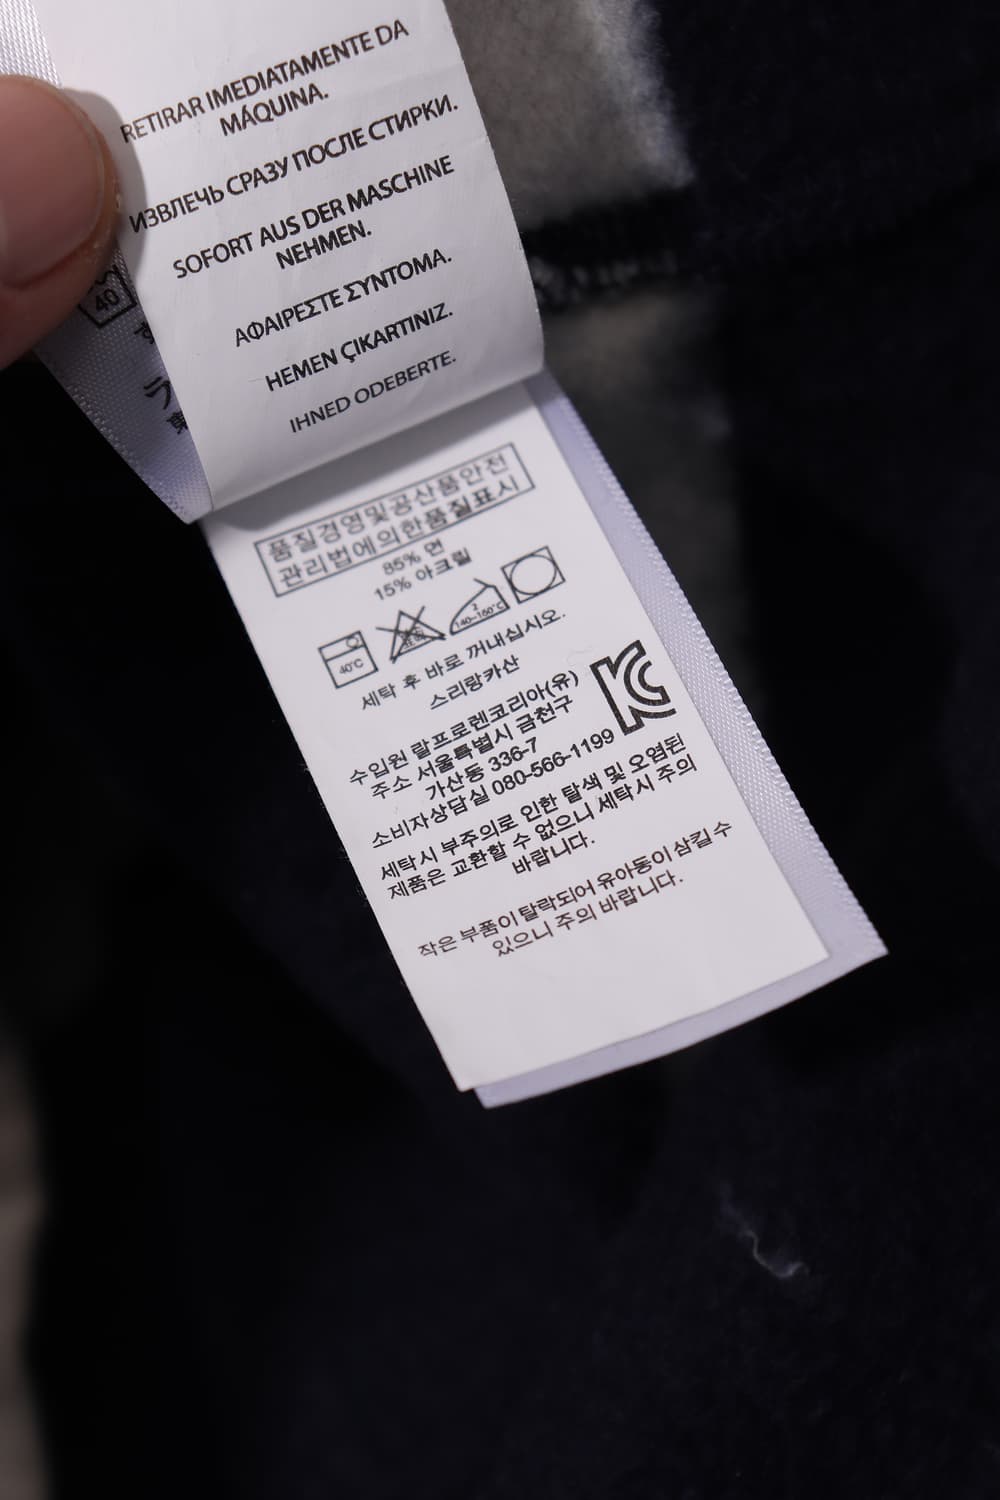 RETIRAR IMEDIATAMENTE DA
MÁQUINA.
ИЗВЛЕЧЬ СРАЗУ ПОСЛЕ СТИРКИ.
SOFORT AUS DER MASCHINE
NEHMEN.
ΑΦΑΙΡΕΣΤΕ ΣΥΝΤΟΜΑ.
HEMEN ÇIKARTINIZ.
IHNED ODEBERTE.
40
품질경영및공산품안전
관리법에의한품질표시
85% 면
15% 아크릴
40℃
2
140~160℃
세탁 후 바로 꺼내십시오.
스리랑카산
수입원 랄프로렌코리아(유)
주소 서울특별시 금천구
가산동 336-7
소비자상담실 080-566-1199
세탁시 부주의로 인한 탈색 및 오염된
제품은 교환할 수 없으니 세탁시 주의
바랍니다.
작은 부품이 탈락되어 유아동이 삼킬 수
있으니 주의 바랍니다.